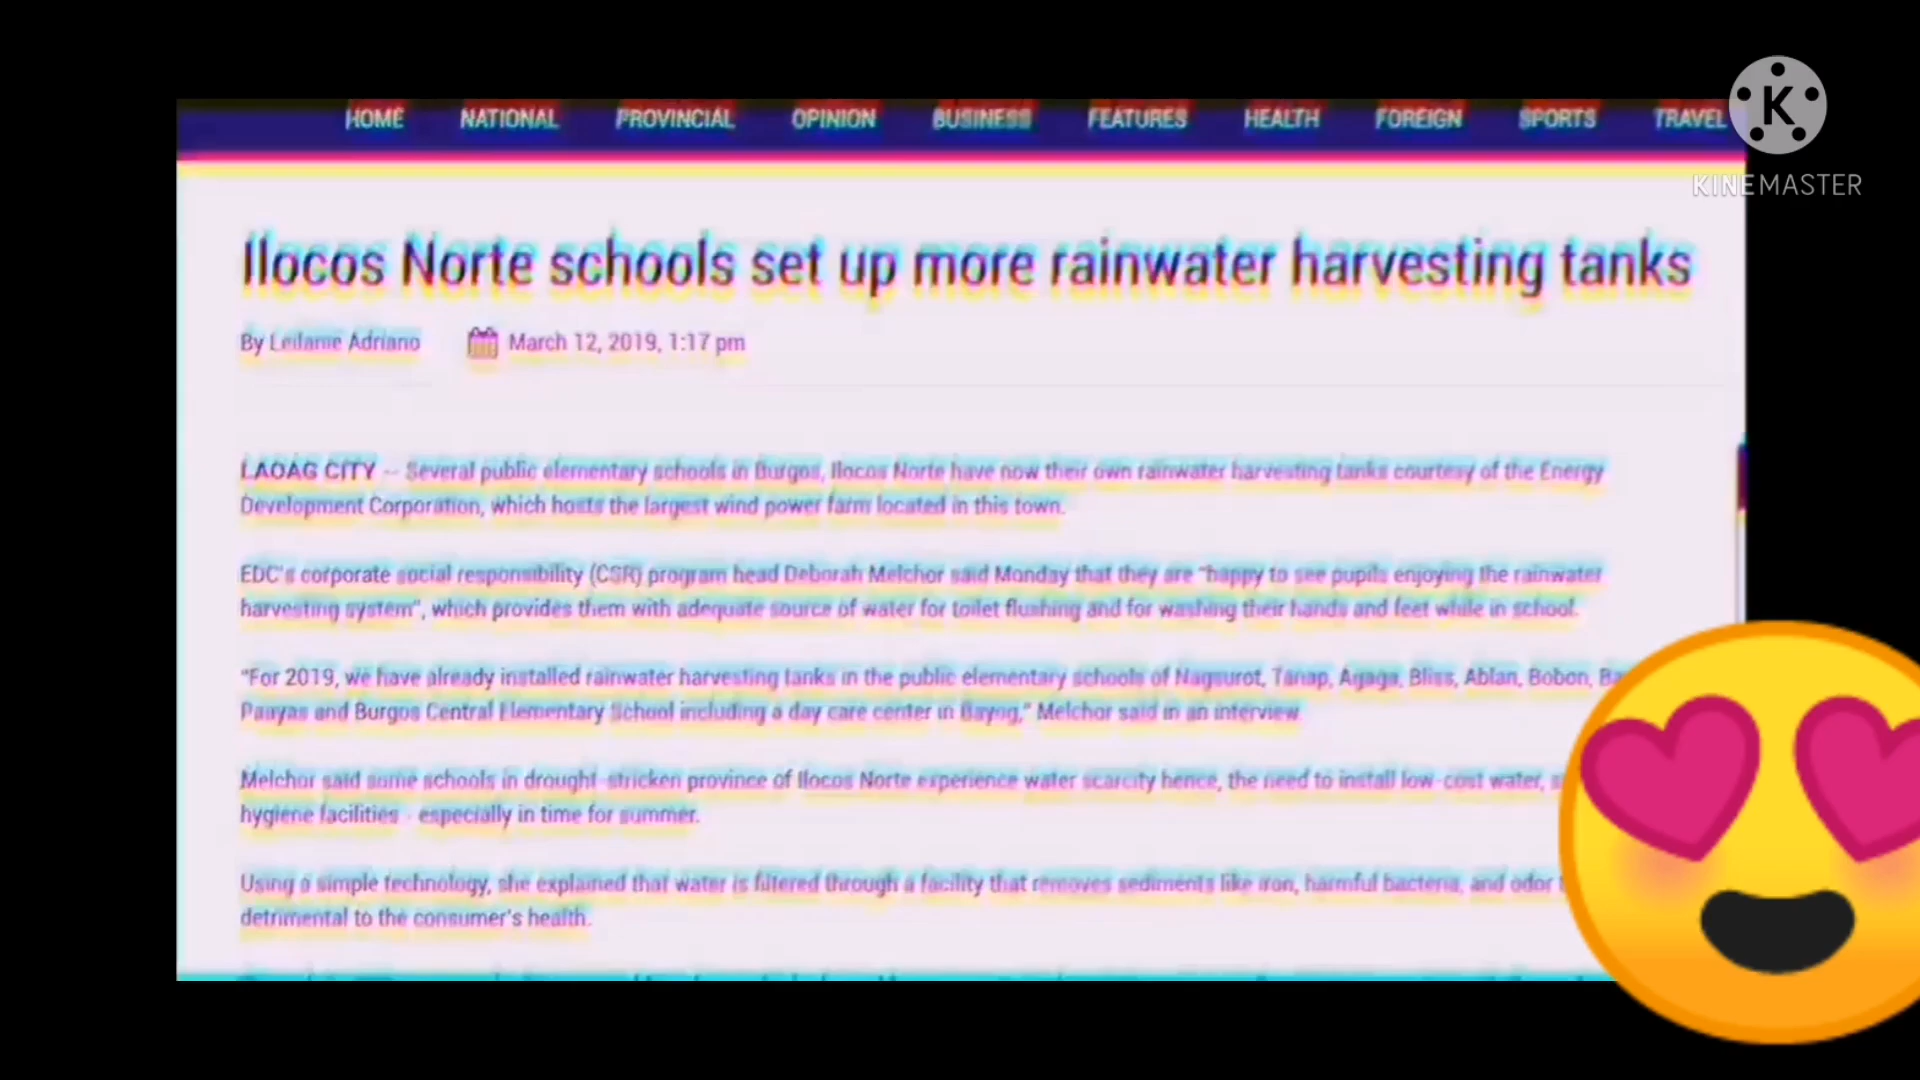 HOME NATIONAL PROVINCIAL OPINION BUSINESS FEATURES HEALTH FOREIGN SPORTS TRAVEL
K
KINEMASTER
Ilocos Norte schools set up more rainwater harvesting tanks
By Leilanie Adriano March 12, 2019, 1:17 pm
LAOAG CITY -- Several public elementary schools in Burgos, Ilocos Norte have now their own rainwater harvesting tanks courtesy of the Energy
Development Corporation, which hosts the largest wind power farm located in this town.
EDC's corporate social responsibility (CSR) program head Deborah Melchor said Monday that they are "happy to see pupils enjoying the rainwater
harvesting system", which provides them with adequate source of water for toilet flushing and for washing their hands and feet while in school.
"For 2019, we have already installed rainwater harvesting tanks in the public elementary schools of Nagsurot, Tanap, Agaga, Bliss, Ablan, Bobon,
Paayas and Burgos Central Elementary School including a day care center in Bayog," Melchor said in an interview.
Melchor said some schools in drought-stricken province of Ilocos Norte experience water scarcity hence, the need to install low-cost water,
hygiene facilities - especially in time for summer.
Using a simple technology, she explained that water is filtered through a facility that removes sediments like iron, harmful bacteria, and odor
detrimental to the consumer's health.